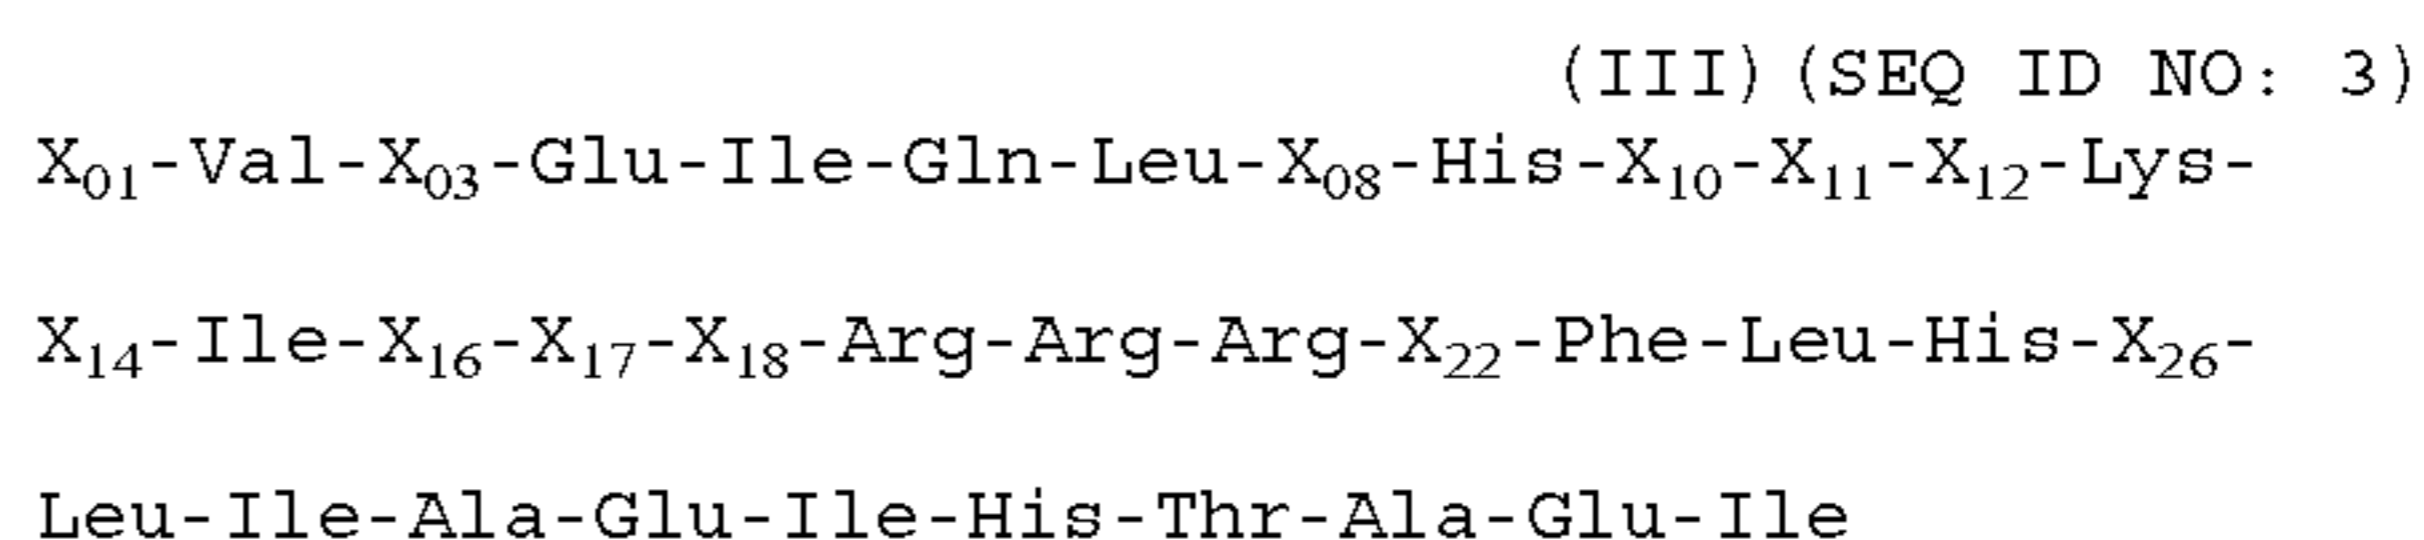 (III)(SEQ ID NO: 3)
X₀₁-Val-X₀₃-Glu-Ile-Gln-Leu-X₀₈-His-X₁₀-X₁₁-X₁₂-Lys-
X₁₄-Ile-X₁₆-X₁₇-X₁₈-Arg-Arg-Arg-X₂₂-Phe-Leu-His-X₂₆-
Leu-Ile-Ala-Glu-Ile-His-Thr-Ala-Glu-Ile